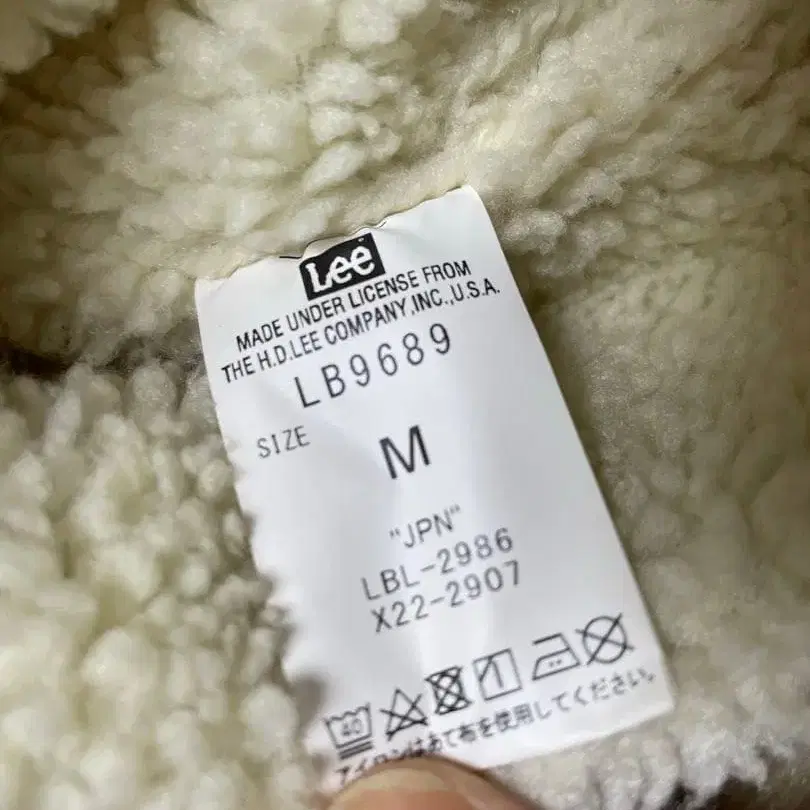 Lee
MADE UNDER LICENSE FROM
THE H.D.LEE COMPANY,INC.,U.S.A.
LB9689
SIZE M
"JPN"
LBL-2986
X22-2907
40
アイロンはあて布を使用してください。